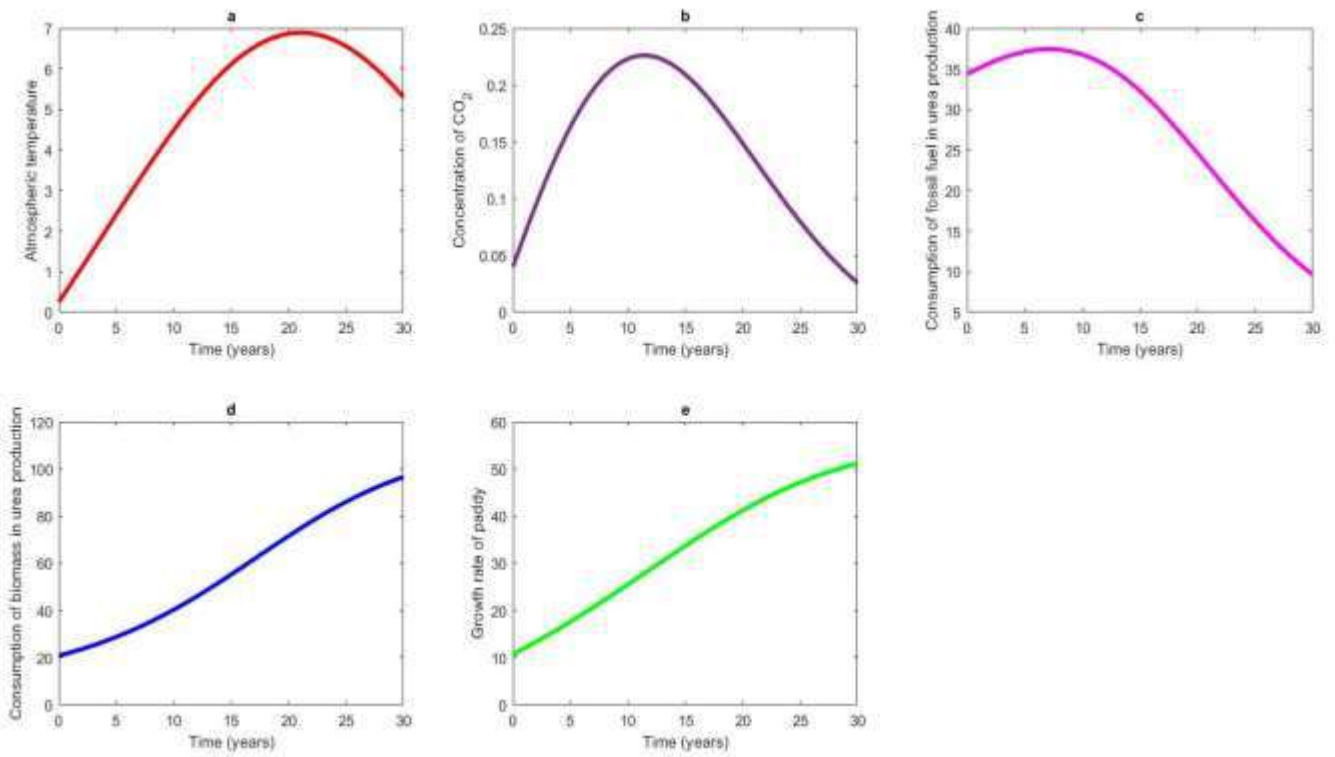 a
Atmospheric temperature
7
6
5
4
3
2
1
0
0 5 10 15 20 25 30
Time (years)
b
Concentration of CO2
0.25
0.2
0.15
0.1
0.05
0
0 5 10 15 20 25 30
Time (years)
c
Consumption of fossil fuel in urea production
40
35
30
25
20
15
10
5
0 5 10 15 20 25 30
Time (years)
d
Consumption of biomass in urea production
120
100
80
60
40
20
0
0 5 10 15 20 25 30
Time (years)
e
Growth rate of paddy
60
50
40
30
20
10
0
0 5 10 15 20 25 30
Time (years)